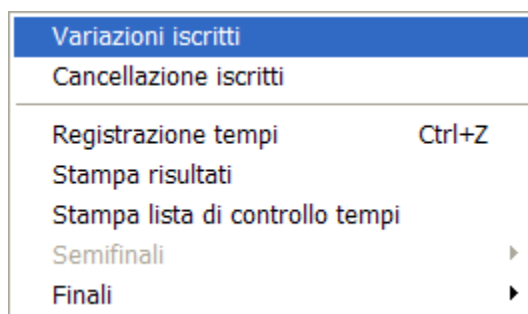 Variazioni iscritti
Cancellazione iscritti
Registrazione tempi Ctrl+Z
Stampa risultati
Stampa lista di controllo tempi
Semifinali
Finali